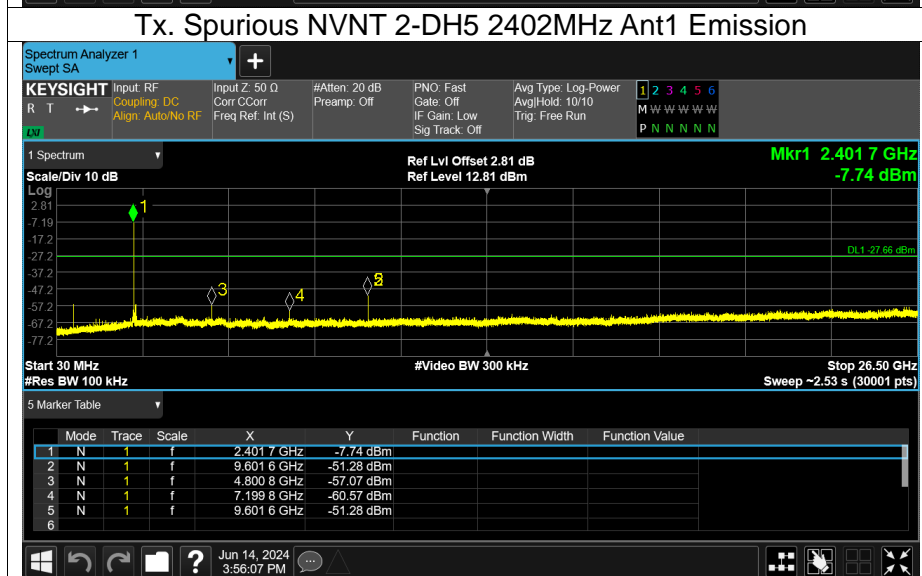 Tx. Spurious NVNT 2-DH5 2402MHz Ant1 Emission
Spectrum Analyzer 1
Swept SA
+
KEYSIGHT Input: RF Input Z: 50 Ω #Atten: 20 dB PNO: Fast Avg Type: Log-Power 1 2 3 4 5 6
R T Coupling: DC Corr CCorr Preamp: Off Gate: Off Avg|Hold: 10/10 M W W W W W
Align: Auto/No RF Freq Ref: Int (S) IF Gain: Low Trig: Free Run
LXI Sig Track: Off P N N N N N
1 Spectrum Ref Lvl Offset 2.81 dB Mkr1 2.401 7 GHz
Scale/Div 10 dB Ref Level 12.81 dBm -7.74 dBm
Log
2.81 1
-7.19
-17.2
-27.2 DL1 -27.66 dBm
-37.2
-47.2 3 4
-57.2
-67.2
-77.2
Start 30 MHz #Video BW 300 kHz Stop 26.50 GHz
#Res BW 100 kHz Sweep ~2.53 s (30001 pts)
5 Marker Table
Mode Trace Scale X Y Function Function Width Function Value
1 N 1 f 2.401 7 GHz -7.74 dBm
2 N 1 f 9.601 6 GHz -51.28 dBm
3 N 1 f 4.800 8 GHz -57.07 dBm
4 N 1 f 7.199 8 GHz -60.57 dBm
5 N 1 f 9.601 6 GHz -51.28 dBm
6
? Jun 14, 2024
3:56:07 PM